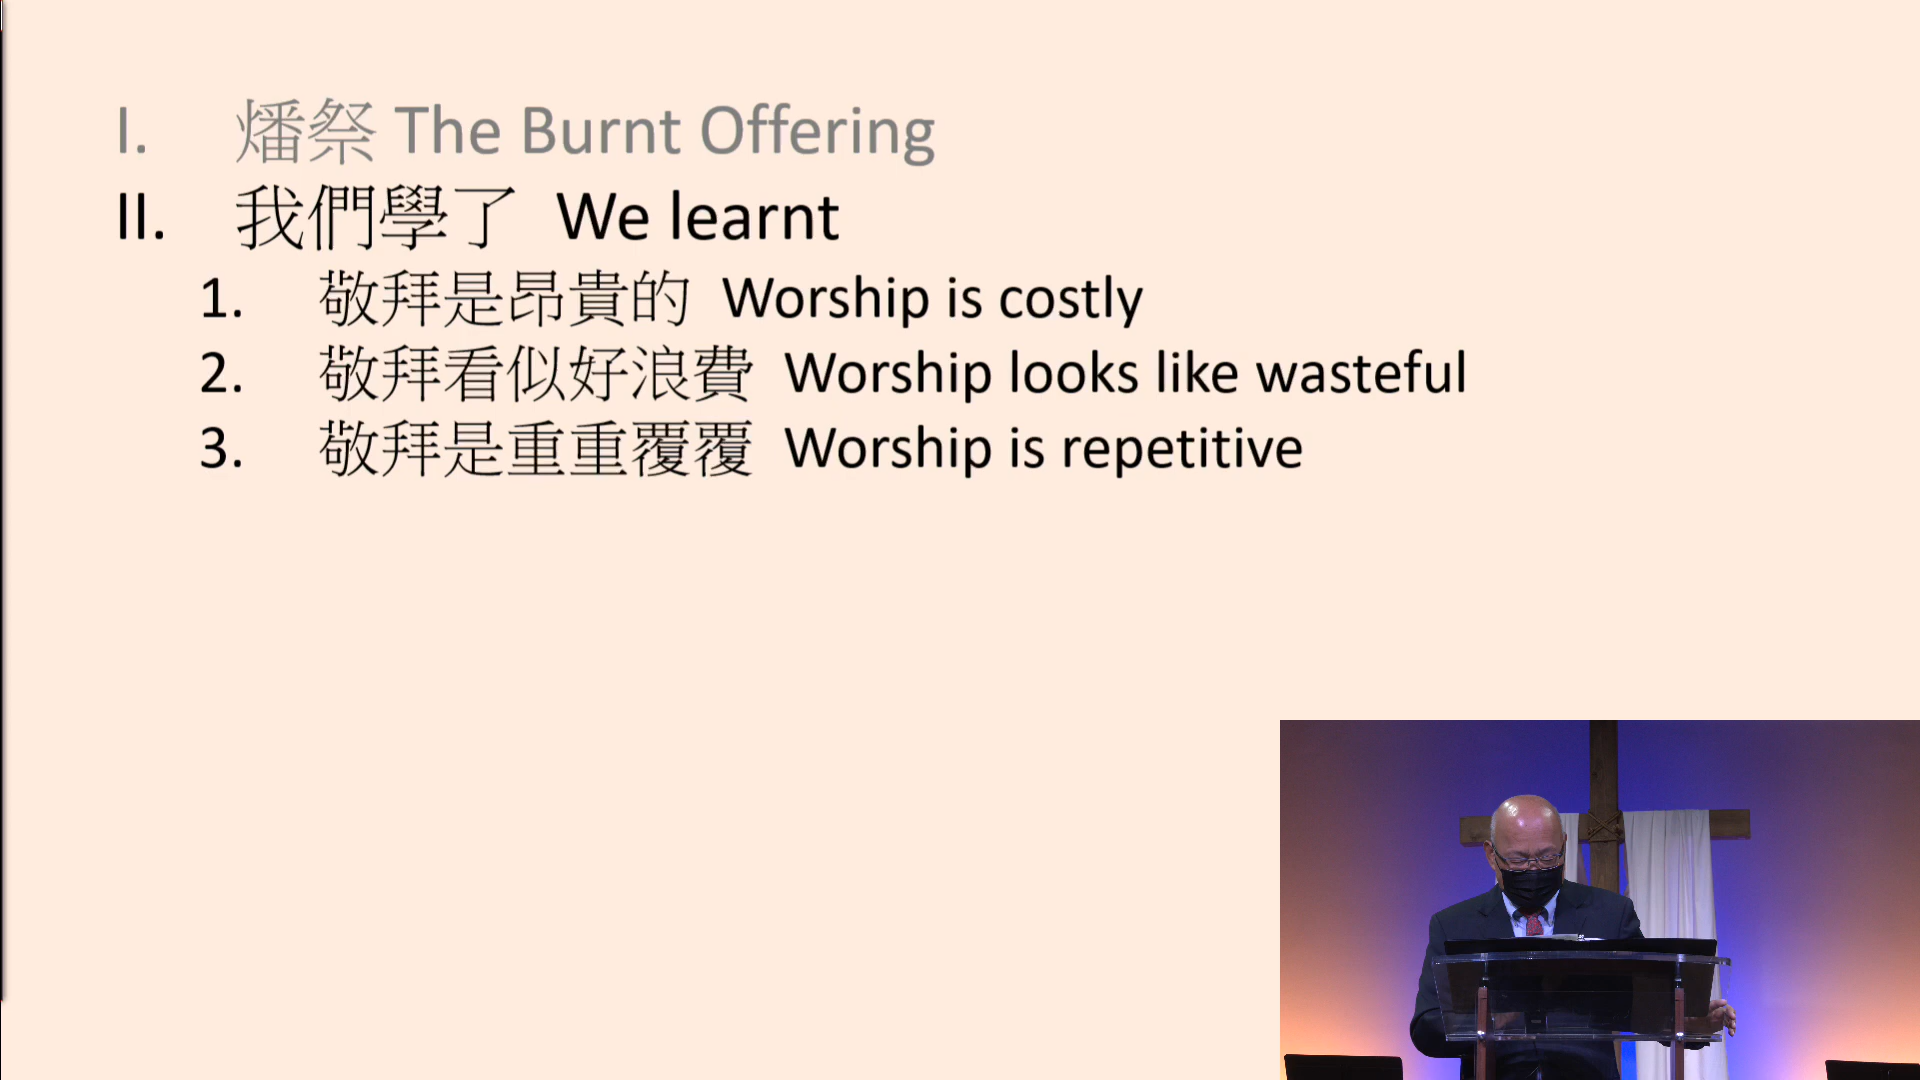 I. 燔祭 The Burnt Offering
II. 我們學了 We learnt
1. 敬拜是昂貴的 Worship is costly
2. 敬拜看似好浪費 Worship looks like wasteful
3. 敬拜是重重覆覆 Worship is repetitive